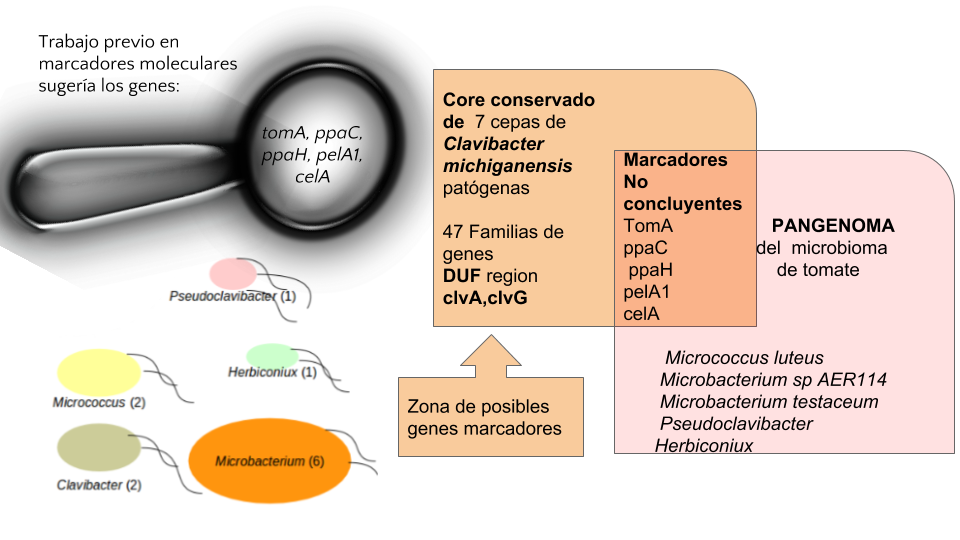 Trabajo previo en
marcadores moleculares
sugería los genes:
tomA, ppaC,
ppaH, pelA1,
celA
Pseudoclavibacter (1)
Herbiconiux (1)
Micrococcus (2)
Clavibacter (2)
Microbacterium (6)
Core conservado
de 7 cepas de
Clavibacter
michiganensis
patógenas
47 Familias de
genes
DUF region
clvA,clvG
Zona de posibles
genes marcadores
Marcadores
No
concluyentes
TomA
ppaC
ppaH
pelA1
celA
PANGENOMA
del microbioma
de tomate
Micrococcus luteus
Microbacterium sp AER114
Microbacterium testaceum
Pseudoclavibacter
Herbiconiux